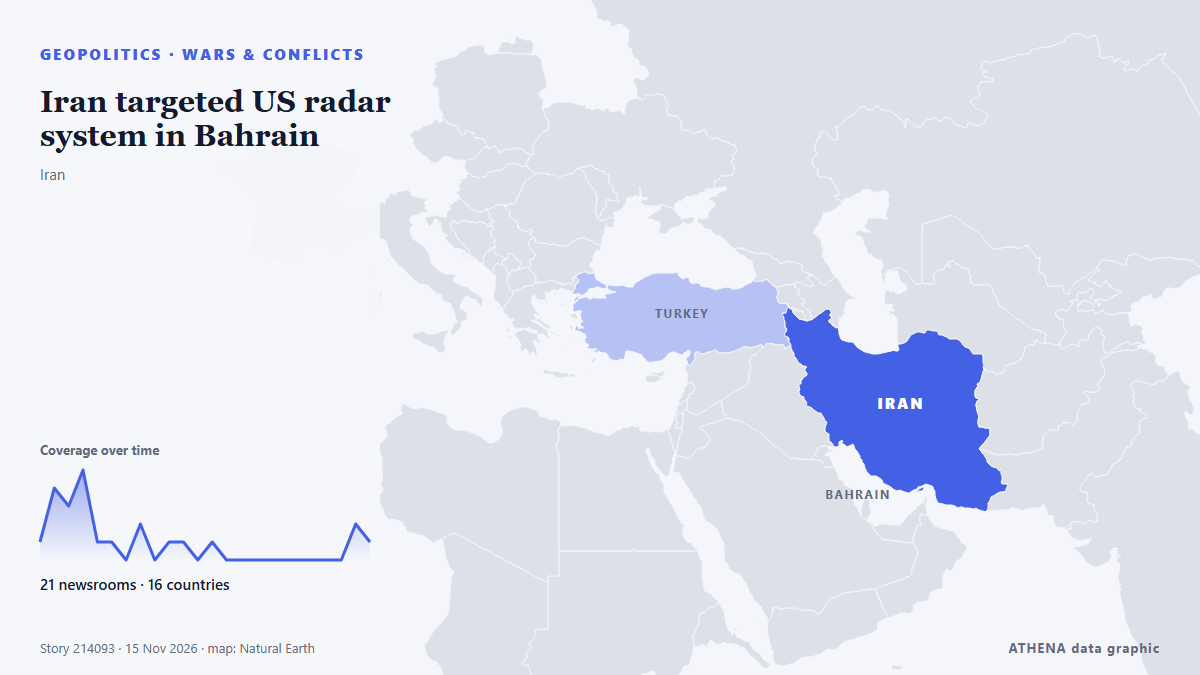 GEOPOLITICS · WARS & CONFLICTS
Iran targeted US radar
system in Bahrain
Iran
TURKEY
IRAN
BAHRAIN
Coverage over time
21 newsrooms · 16 countries
Story 214093 · 15 Nov 2026 · map: Natural Earth
ATHENA data graphic